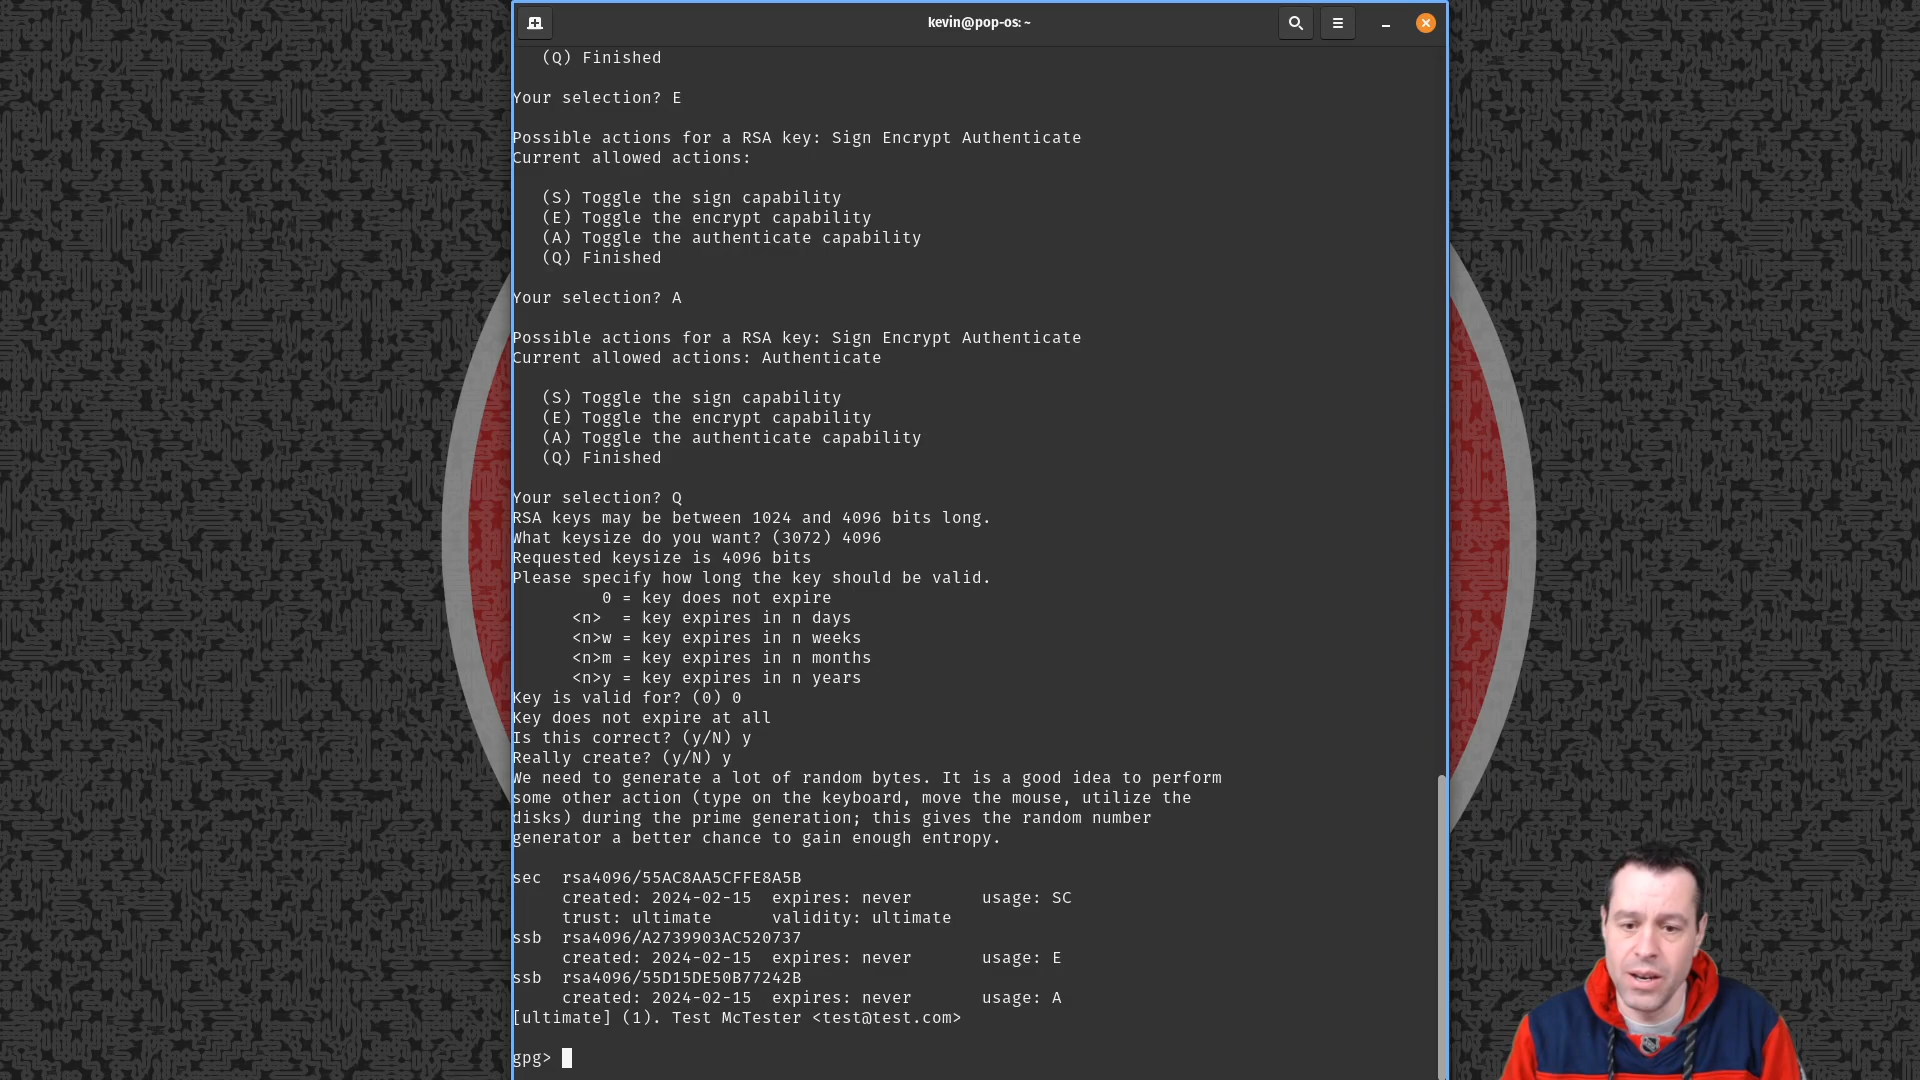 kevin@pop-os: ~
(Q) Finished
Your selection? E
Possible actions for a RSA key: Sign Encrypt Authenticate
Current allowed actions:
(S) Toggle the sign capability
(E) Toggle the encrypt capability
(A) Toggle the authenticate capability
(Q) Finished
Your selection? A
Possible actions for a RSA key: Sign Encrypt Authenticate
Current allowed actions: Authenticate
(S) Toggle the sign capability
(E) Toggle the encrypt capability
(A) Toggle the authenticate capability
(Q) Finished
Your selection? Q
RSA keys may be between 1024 and 4096 bits long.
What keysize do you want? (3072) 4096
Requested keysize is 4096 bits
Please specify how long the key should be valid.
0 = key does not expire
<n>  = key expires in n days
<n>w = key expires in n weeks
<n>m = key expires in n months
<n>y = key expires in n years
Key is valid for? (0) 0
Key does not expire at all
Is this correct? (y/N) y
Really create? (y/N) y
We need to generate a lot of random bytes. It is a good idea to perform
some other action (type on the keyboard, move the mouse, utilize the
disks) during the prime generation; this gives the random number
generator a better chance to gain enough entropy.
sec  rsa4096/55AC8AA5CFFE8A5B
created: 2024-02-15  expires: never       usage: SC
trust: ultimate      validity: ultimate
ssb  rsa4096/A2739903AC520737
created: 2024-02-15  expires: never       usage: E
ssb  rsa4096/55D15DE50B77242B
created: 2024-02-15  expires: never       usage: A
[ultimate] (1). Test McTester <test@test.com>
gpg>